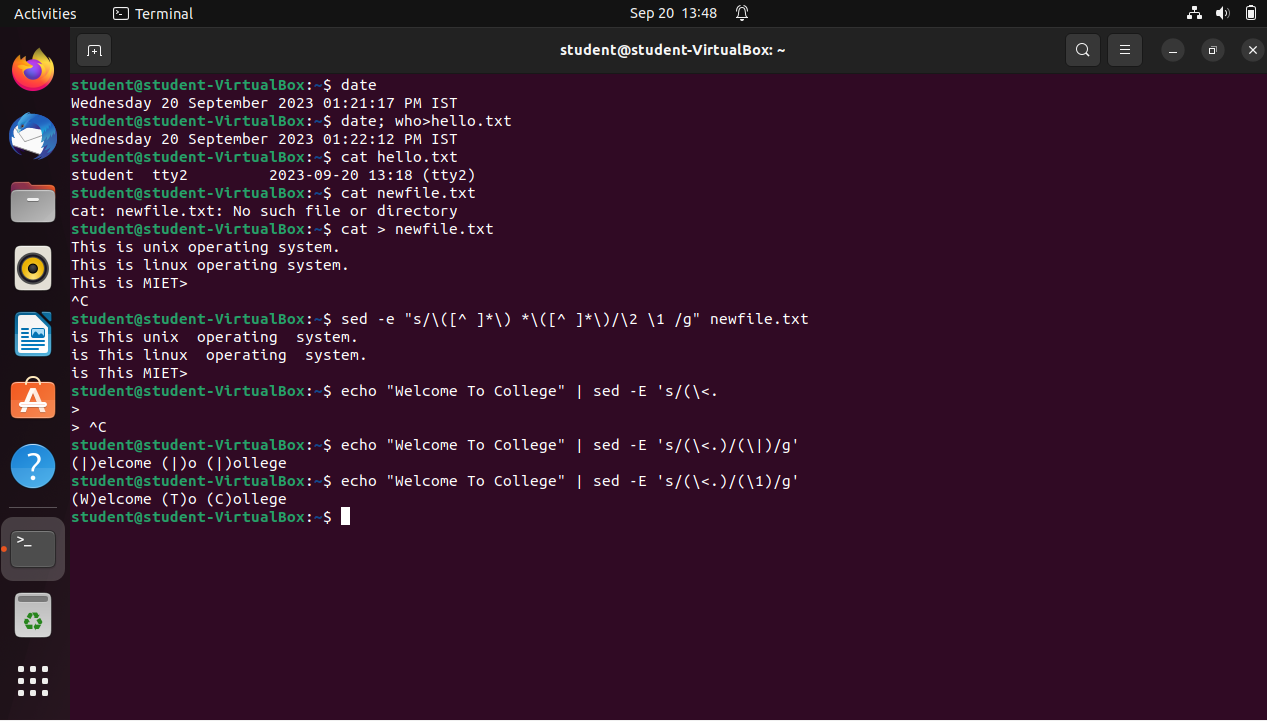 Activities Terminal Sep 20 13:48
student@student-VirtualBox: ~
student@student-VirtualBox:~$ date
Wednesday 20 September 2023 01:21:17 PM IST
student@student-VirtualBox:~$ date; who>hello.txt
Wednesday 20 September 2023 01:22:12 PM IST
student@student-VirtualBox:~$ cat hello.txt
student  tty2         2023-09-20 13:18 (tty2)
student@student-VirtualBox:~$ cat newfile.txt
cat: newfile.txt: No such file or directory
student@student-VirtualBox:~$ cat > newfile.txt
This is unix operating system.
This is linux operating system.
This is MIET>
^C
student@student-VirtualBox:~$ sed -e "s/\([^ ]*\) *\([^ ]*\)/\2 \1 /g" newfile.txt
is This unix  operating  system.
is This linux  operating  system.
is This MIET>
student@student-VirtualBox:~$ echo "Welcome To College" | sed -E 's/(\<.
>
> ^C
student@student-VirtualBox:~$ echo "Welcome To College" | sed -E 's/(\<.)/(\|)/g'
(|)elcome (|)o (|)ollege
student@student-VirtualBox:~$ echo "Welcome To College" | sed -E 's/(\<.)/(\1)/g'
(W)elcome (T)o (C)ollege
student@student-VirtualBox:~$